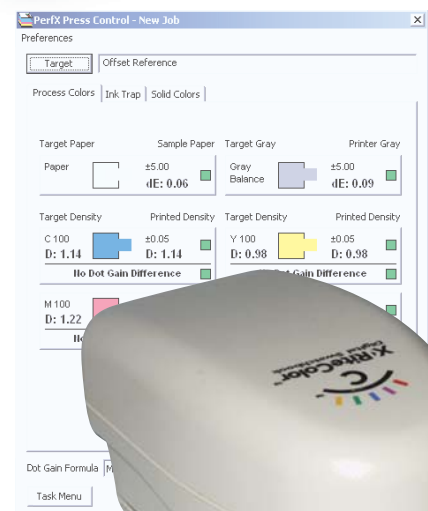 PerfX Press Control - New Job
Preferences
Target Offset Reference
Process Colors Ink Trap Solid Colors
Target Paper Sample Paper Target Gray Printer Gray
Paper ±5.00 Gray Balance ±5.00
dE: 0.06 dE: 0.09
Target Density Printed Density Target Density Printed Density
C 100 ±0.05 Y 100 ±0.05
D: 1.14 D: 1.14 D: 0.98 D: 0.98
No Dot Gain Difference Dot Gain Difference
M 100
D: 1.22
X-RiteColor
Digital Swatchbook
Dot Gain Formula
Task Menu